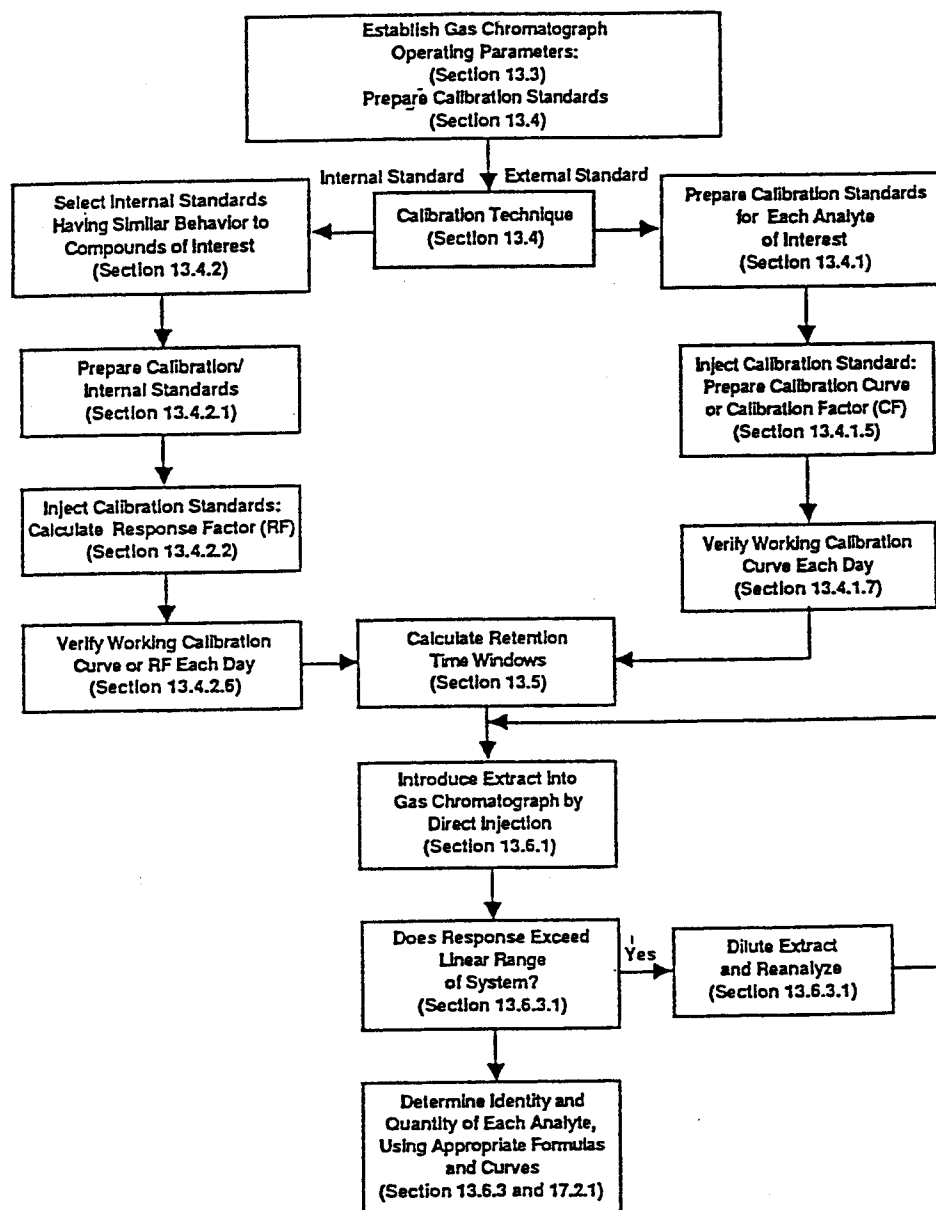 Establish Gas Chromatograph
Operating Parameters:
(Section 13.3)
Prepare Calibration Standards
(Section 13.4)
Internal Standard
External Standard
Select Internal Standards
Having Similar Behavior to
Compounds of Interest
(Section 13.4.2)
Calibration Technique
(Section 13.4)
Prepare Calibration Standards
for Each Analyte
of Interest
(Section 13.4.1)
Prepare Calibration/
Internal Standards
(Section 13.4.2.1)
Inject Calibration Standard:
Prepare Calibration Curve
or Calibration Factor (CF)
(Section 13.4.1.5)
Inject Calibration Standards:
Calculate Response Factor (RF)
(Section 13.4.2.2)
Verify Working Calibration
Curve Each Day
(Section 13.4.1.7)
Verify Working Calibration
Curve or RF Each Day
(Section 13.4.2.6)
Calculate Retention
Time Windows
(Section 13.5)
Introduce Extract into
Gas Chromatograph by
Direct Injection
(Section 13.6.1)
Does Response Exceed
Linear Range
of System?
(Section 13.6.3.1)
Yes
Dilute Extract
and Reanalyze
(Section 13.6.3.1)
Determine Identity and
Quantity of Each Analyte,
Using Appropriate Formulas
and Curves
(Section 13.6.3 and 17.2.1)